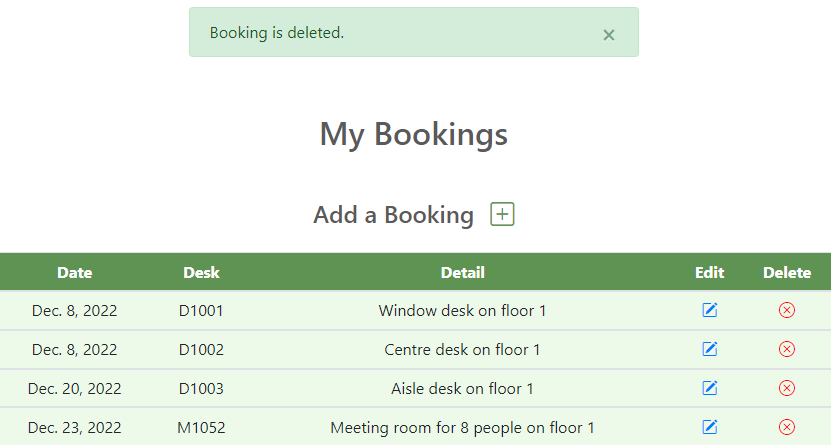 Booking is deleted. ×
My Bookings
Add a Booking
Date Desk Detail Edit Delete
Dec. 8, 2022 D1001 Window desk on floor 1
Dec. 8, 2022 D1002 Centre desk on floor 1
Dec. 20, 2022 D1003 Aisle desk on floor 1
Dec. 23, 2022 M1052 Meeting room for 8 people on floor 1